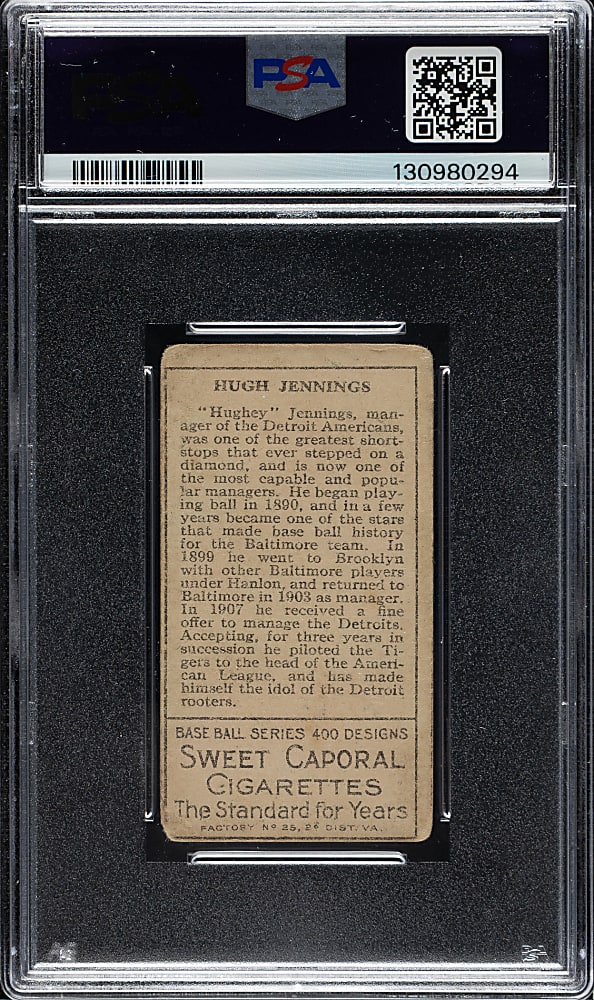 PSA
130980294
HUGH JENNINGS
"Hughey" Jennings, man-
ager of the Detroit Americans,
was one of the greatest short-
stops that ever stepped on a
diamond, and is now one of
the most capable and popu-
lar managers. He began play-
ing ball in 1890, and in a few
years became one of the stars
that made base ball history
for the Baltimore team. In
1899 he went to Brooklyn
with other Baltimore players
under Hanlon, and returned to
Baltimore in 1903 as manager.
In 1907 he received a fine
offer to manage the Detroits.
Accepting, for three years in
succession he piloted the Ti-
gers to the head of the Ameri-
can League, and has made
himself the idol of the Detroit
rooters.
BASE BALL SERIES 400 DESIGNS
SWEET CAPORAL
CIGARETTES
The Standard for Years
FACTORY Nº 25, 2ᴰ DIST. VA.